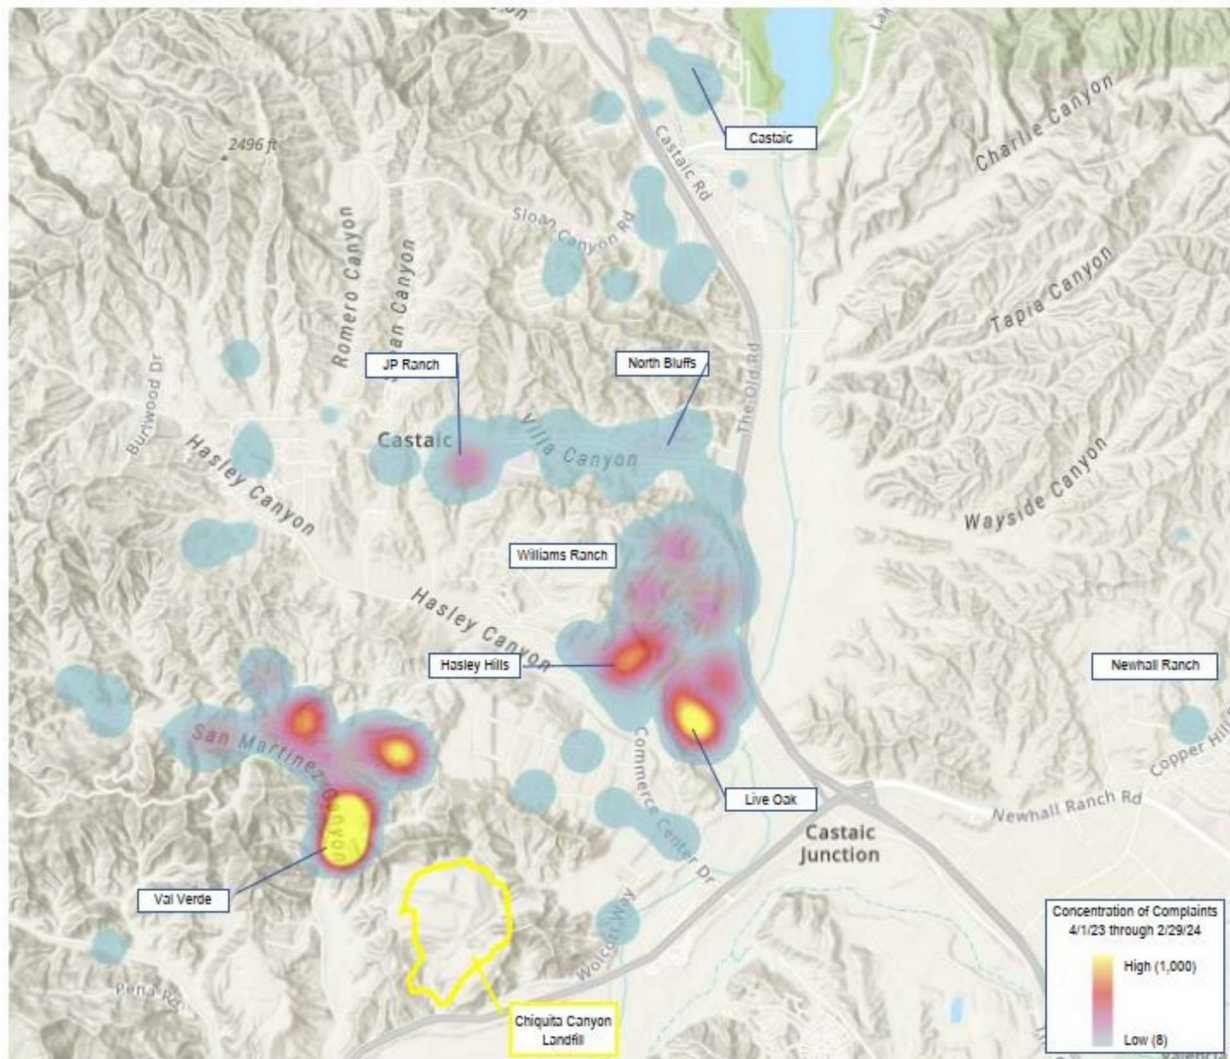 Castaic
Charlie Canyon
2496 ft
Castaic Rd
Sloan Canyon Rd
Romero Canyon
Canyon
Tapia Canyon
JP Ranch
North Bluffs
The Old Rd
Burlwood Dr
Castaic
Villa Canyon
Hasley Canyon
Wayside Canyon
Williams Ranch
Hasley Canyon
Hasley Hills
Newhall Ranch
San Martinez Canyon
Commerce Center Dr
Copper Hill
Live Oak
Newhall Ranch Rd
Castaic
Junction
Val Verde
Wolcott Way
Pena Rd
Chiquita Canyon
Landfill
Concentration of Complaints
4/1/23 through 2/29/24
High (1,000)
Low (8)